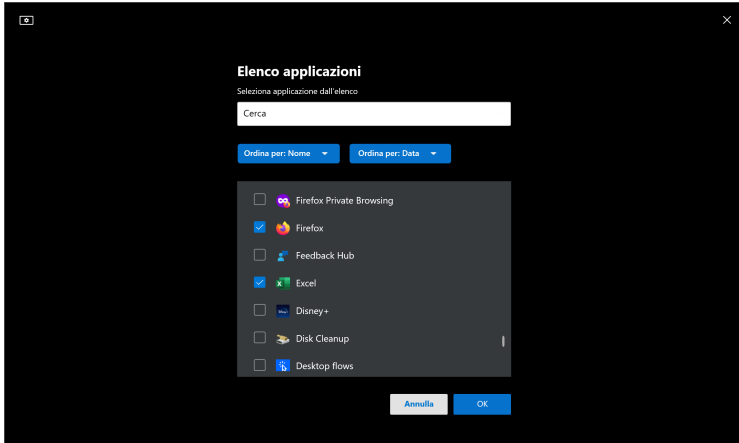 Elenco applicazioni
Seleziona applicazione dall'elenco
Cerca
Ordina per: Nome
Ordina per: Data
Firefox Private Browsing
Firefox
Feedback Hub
Excel
Disney+
Disk Cleanup
Desktop flows
Annulla
OK